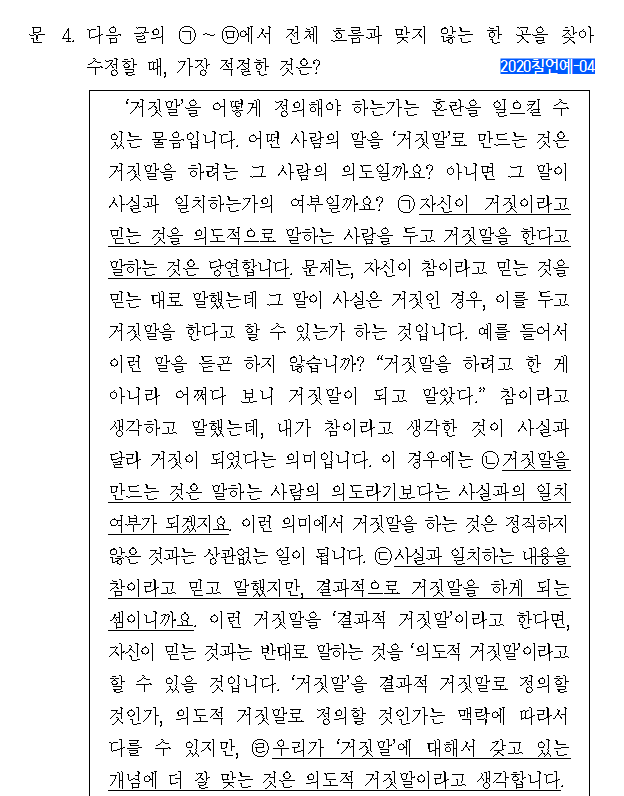 문 4. 다음 글의 ㉠~㉤에서 전체 흐름과 맞지 않는 한 곳을 찾아
수정할 때, 가장 적절한 것은?
2020칠언예-04
‘거짓말’을 어떻게 정의해야 하는가는 혼란을 일으킬 수
있는 물음입니다. 어떤 사람의 말을 ‘거짓말’로 만드는 것은
거짓말을 하려는 그 사람의 의도일까요? 아니면 그 말이
사실과 일치하는가의 여부일까요? ㉠자신이 거짓이라고
믿는 것을 의도적으로 말하는 사람을 두고 거짓말을 한다고
말하는 것은 당연합니다. 문제는, 자신이 참이라고 믿는 것을
믿는 대로 말했는데 그 말이 사실은 거짓인 경우, 이를 두고
거짓말을 한다고 할 수 있는가 하는 것입니다. 예를 들어서
이런 말을 듣곤 하지 않습니까? “거짓말을 하려고 한 게
아니라 어쩌다 보니 거짓말이 되고 말았다.” 참이라고
생각하고 말했는데, 내가 참이라고 생각한 것이 사실과
달라 거짓이 되었다는 의미입니다. 이 경우에는 ㉡거짓말을
만드는 것은 말하는 사람의 의도라기보다는 사실과의 일치
여부가 되겠지요. 이런 의미에서 거짓말을 하는 것은 정직하지
않은 것과는 상관없는 일이 됩니다. ㉢사실과 일치하는 내용을
참이라고 믿고 말했지만, 결과적으로 거짓말을 하게 되는
셈이니까요. 이런 거짓말을 ‘결과적 거짓말’이라고 한다면,
자신이 믿는 것과는 반대로 말하는 것을 ‘의도적 거짓말’이라고
할 수 있을 것입니다. ‘거짓말’을 결과적 거짓말로 정의할
것인가, 의도적 거짓말로 정의할 것인가는 맥락에 따라서
다를 수 있지만, ㉣우리가 ‘거짓말’에 대해서 갖고 있는
개념에 더 잘 맞는 것은 의도적 거짓말이라고 생각합니다.